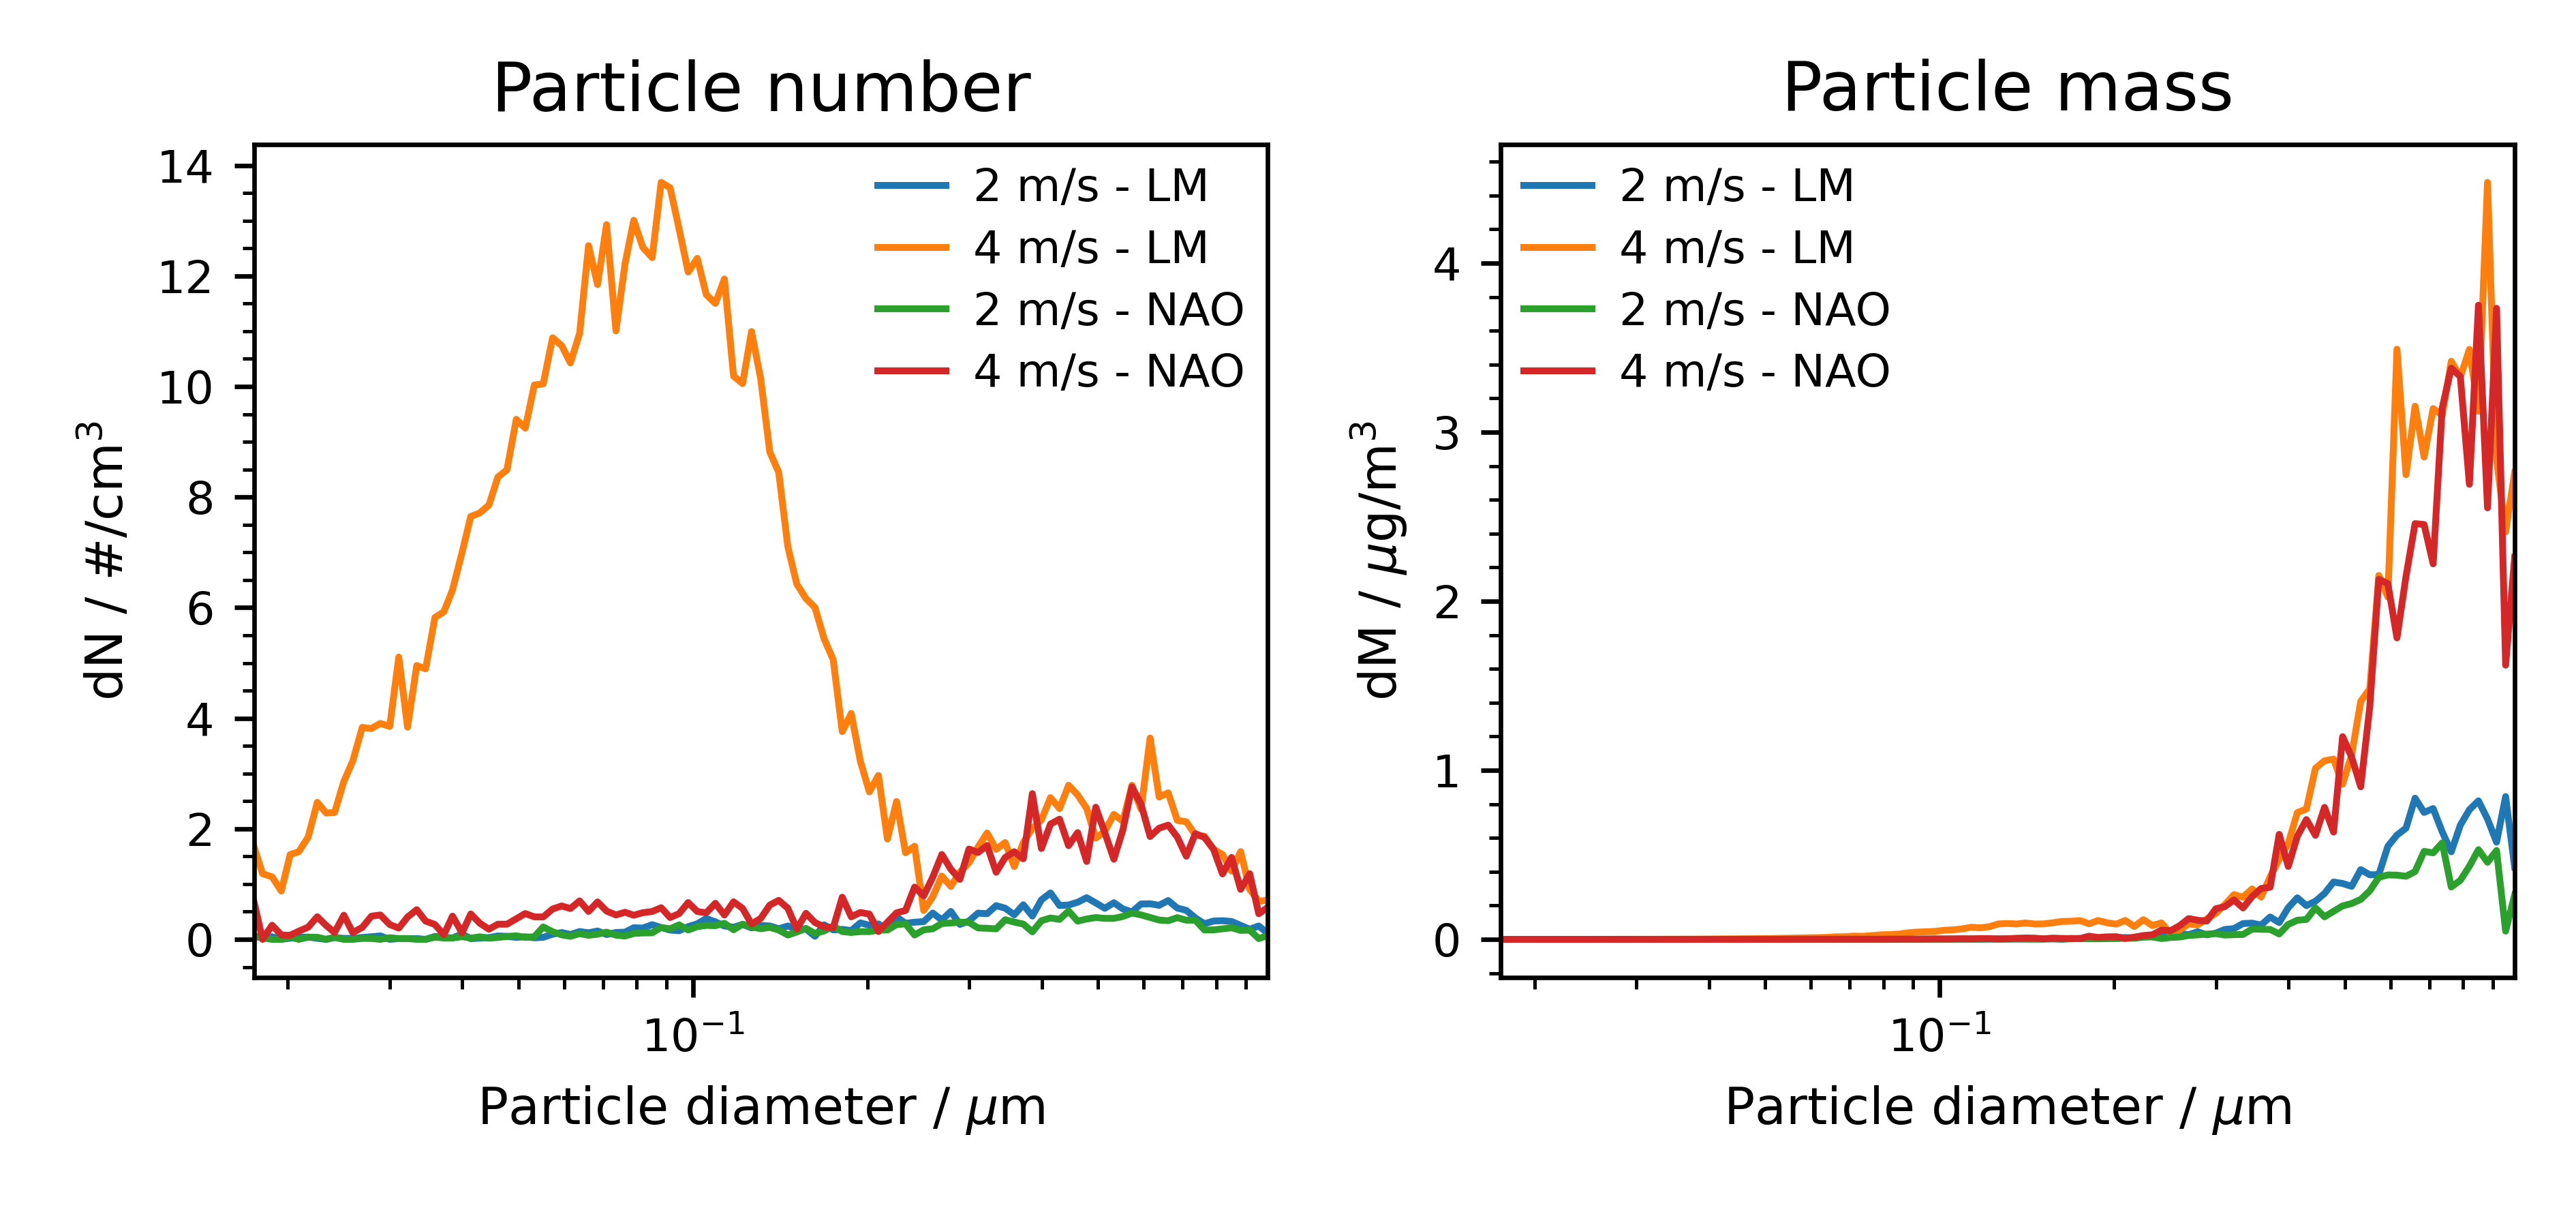 Particle number
14
12
10
8
6
4
2
0
dN / #/cm³
2 m/s - LM
4 m/s - LM
2 m/s - NAO
4 m/s - NAO
10⁻¹
Particle diameter / μm
Particle mass
4
3
2
1
0
dM / μg/m³
2 m/s - LM
4 m/s - LM
2 m/s - NAO
4 m/s - NAO
10⁻¹
Particle diameter / μm